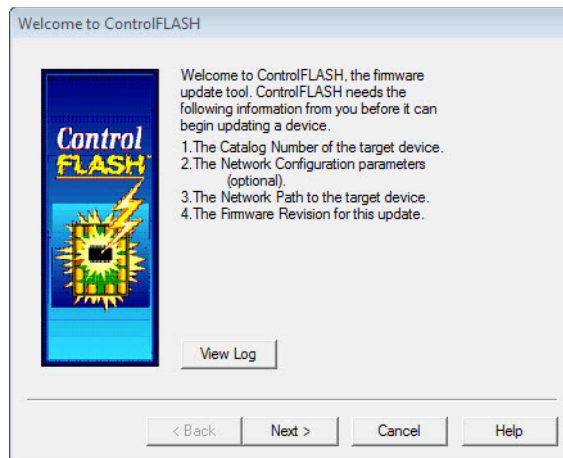 Welcome to ControlFLASH
Control
FLASH
Welcome to ControlFLASH, the firmware
update tool. ControlFLASH needs the
following information from you before it can
begin updating a device.
1.The Catalog Number of the target device.
2.The Network Configuration parameters
(optional).
3.The Network Path to the target device.
4.The Firmware Revision for this update.
View Log
< Back
Next >
Cancel
Help